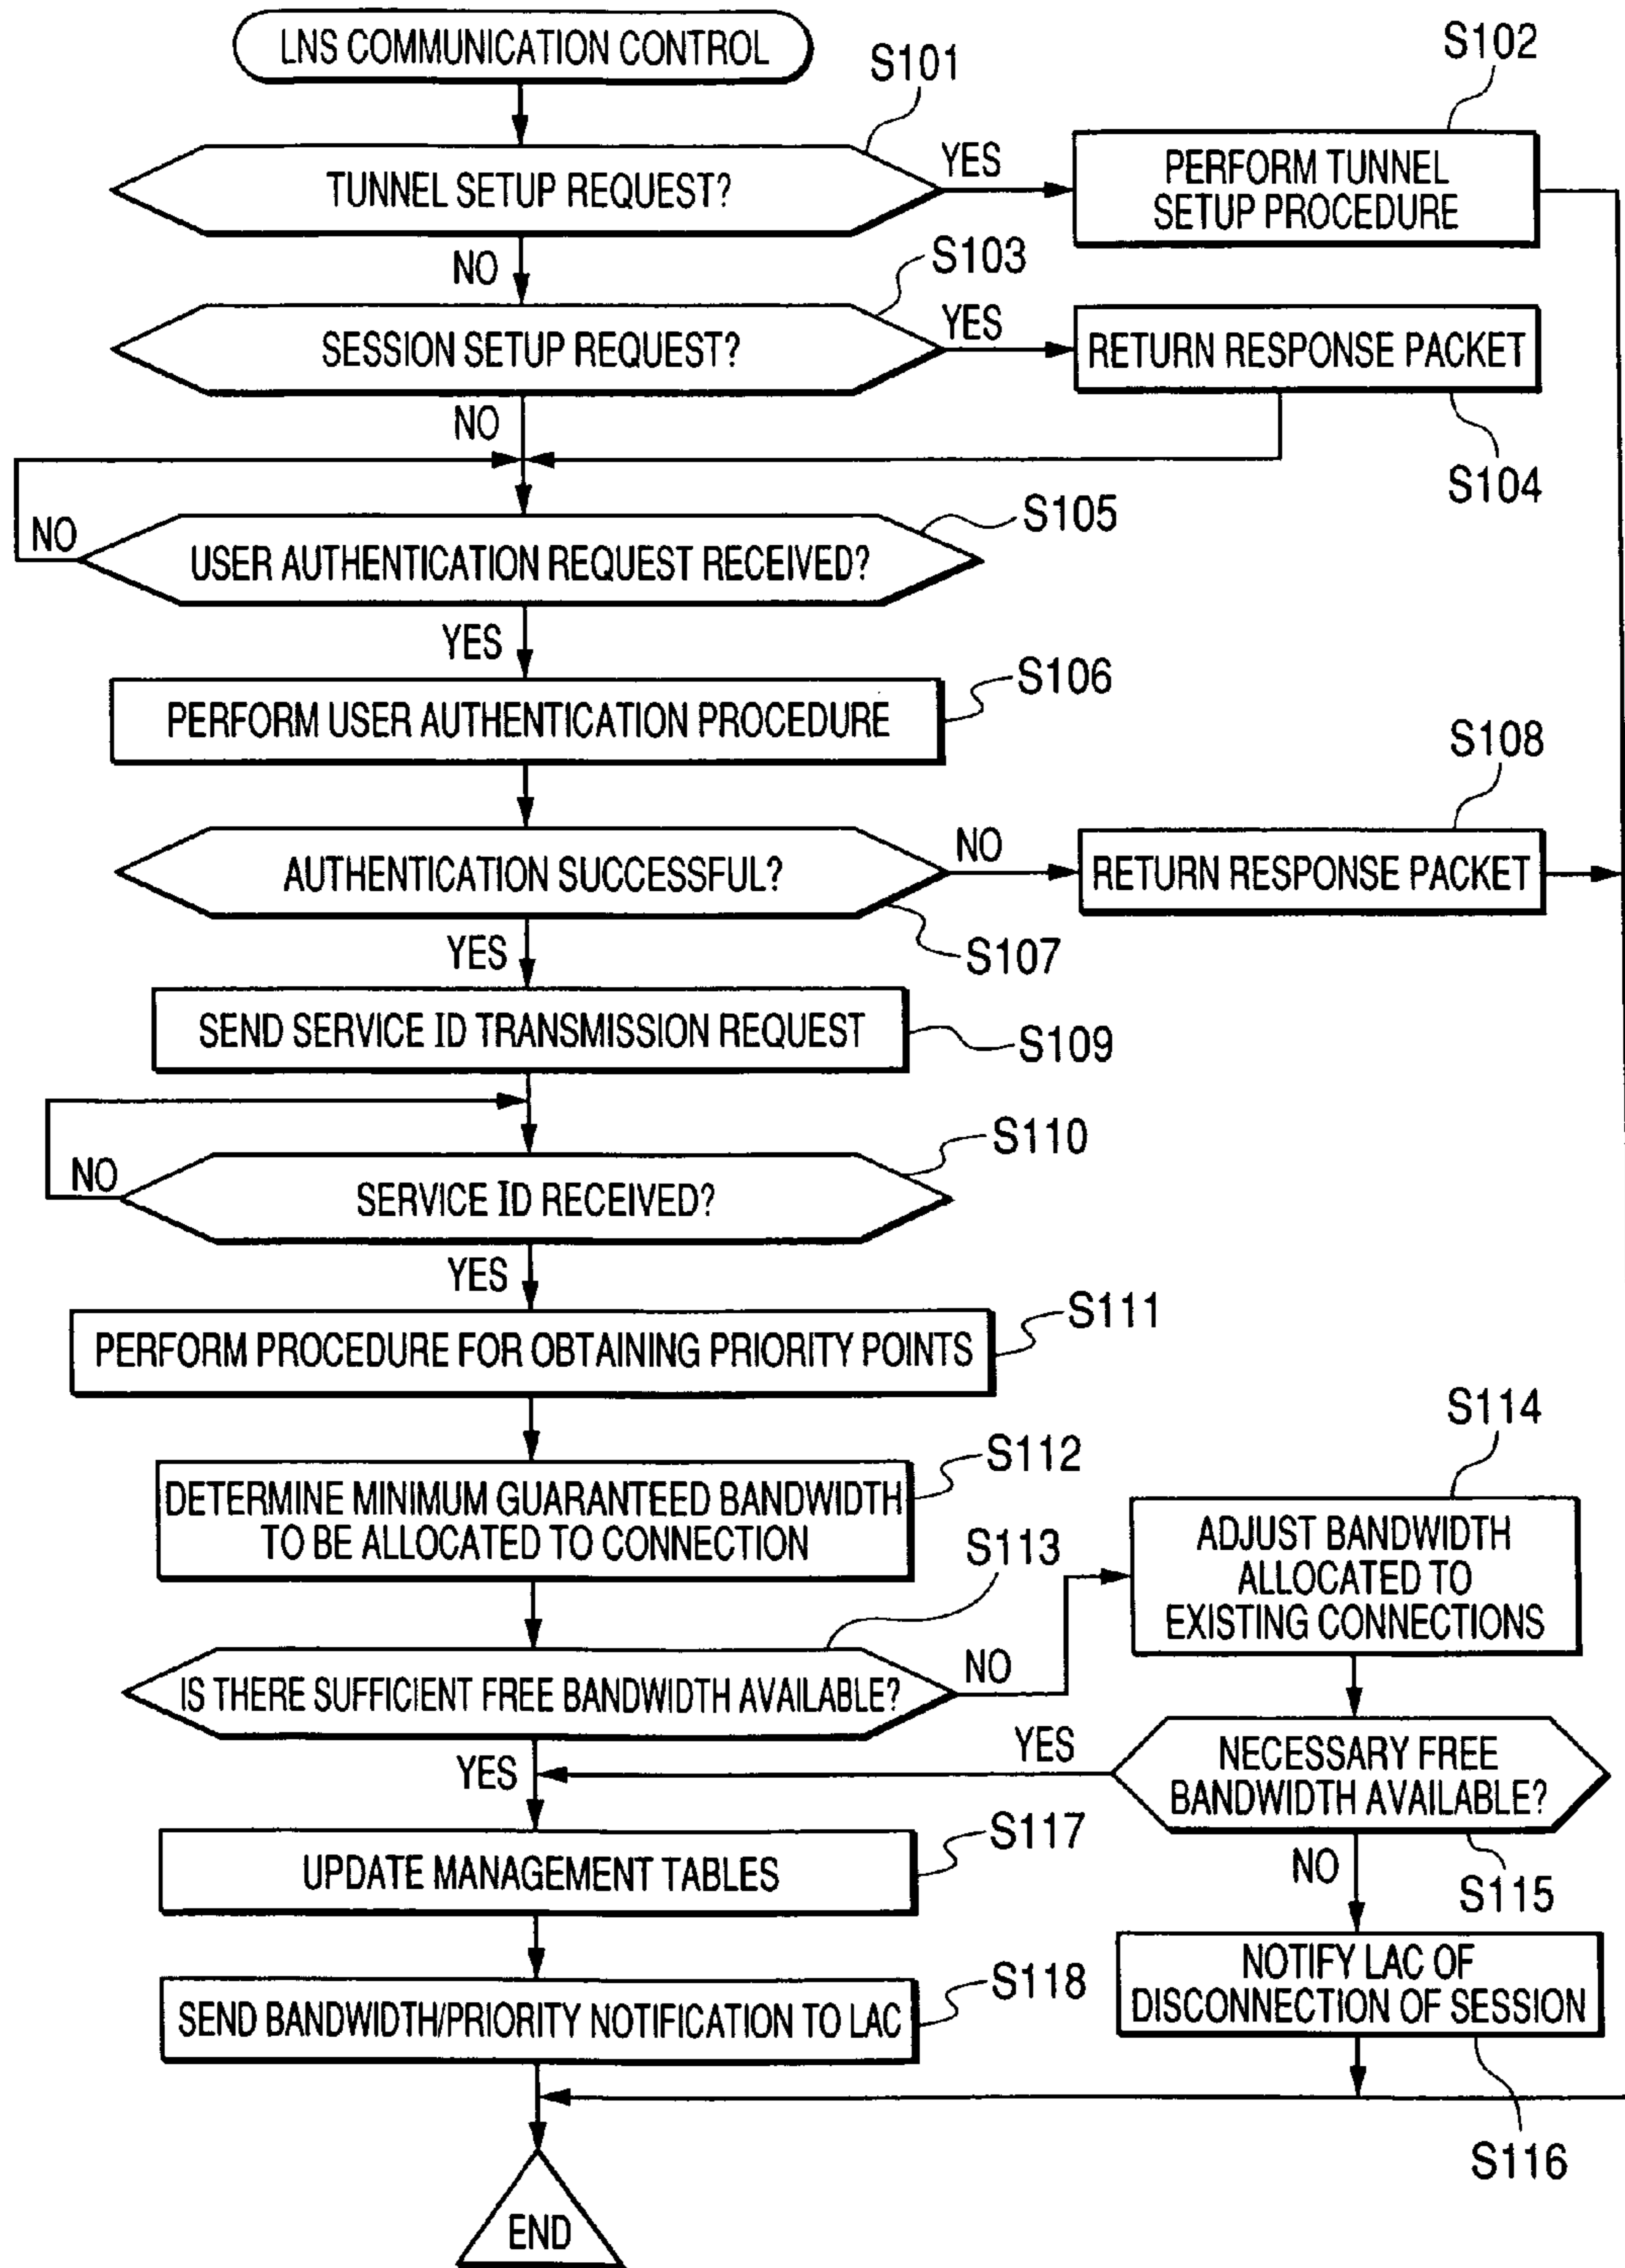 LNS COMMUNICATION CONTROL
S101
S102
TUNNEL SETUP REQUEST?
YES
PERFORM TUNNEL
SETUP PROCEDURE
NO
S103
SESSION SETUP REQUEST?
YES
RETURN RESPONSE PACKET
NO
S104
S105
NO
USER AUTHENTICATION REQUEST RECEIVED?
YES
S106
PERFORM USER AUTHENTICATION PROCEDURE
S108
AUTHENTICATION SUCCESSFUL?
NO
RETURN RESPONSE PACKET
YES
S107
SEND SERVICE ID TRANSMISSION REQUEST
S109
S110
NO
SERVICE ID RECEIVED?
YES
S111
PERFORM PROCEDURE FOR OBTAINING PRIORITY POINTS
S112
DETERMINE MINIMUM GUARANTEED BANDWIDTH
TO BE ALLOCATED TO CONNECTION
S114
S113
ADJUST BANDWIDTH
ALLOCATED TO
EXISTING CONNECTIONS
IS THERE SUFFICIENT FREE BANDWIDTH AVAILABLE?
NO
YES
YES
NECESSARY FREE
BANDWIDTH AVAILABLE?
S117
UPDATE MANAGEMENT TABLES
NO
S115
S118
SEND BANDWIDTH/PRIORITY NOTIFICATION TO LAC
NOTIFY LAC OF
DISCONNECTION OF SESSION
S116
END